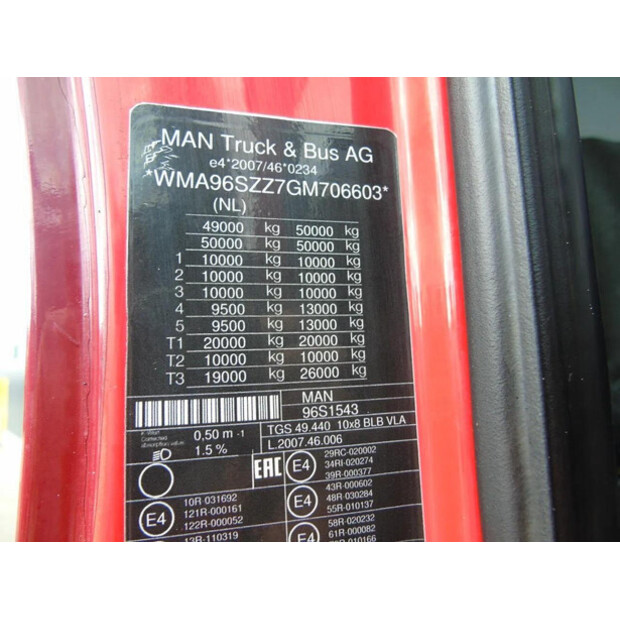 MAN Truck & Bus AG
e4*2007/46*0234
*WMA96SZZ7GM706603*
(NL)
49000 kg 50000 kg
50000 kg 50000 kg
1 10000 kg 10000 kg
2 10000 kg 10000 kg
3 10000 kg 10000 kg
4 9500 kg 13000 kg
5 9500 kg 13000 kg
T1 20000 kg 20000 kg
T2 10000 kg 10000 kg
T3 19000 kg 26000 kg
MAN
96S1543
TGS 49.440 10x8 BLB VLA
L.2007.46.006
Corrected
absorption value:
0,50 m -1
1.5 %
EAC
E4
29RC-020002
34RI-020274
39R-000377
43R-000602
48R-030284
55R-010137
E4
10R-031692
121R-000161
122R-000052
13R-110319
E4
58R-020232
61R-000082